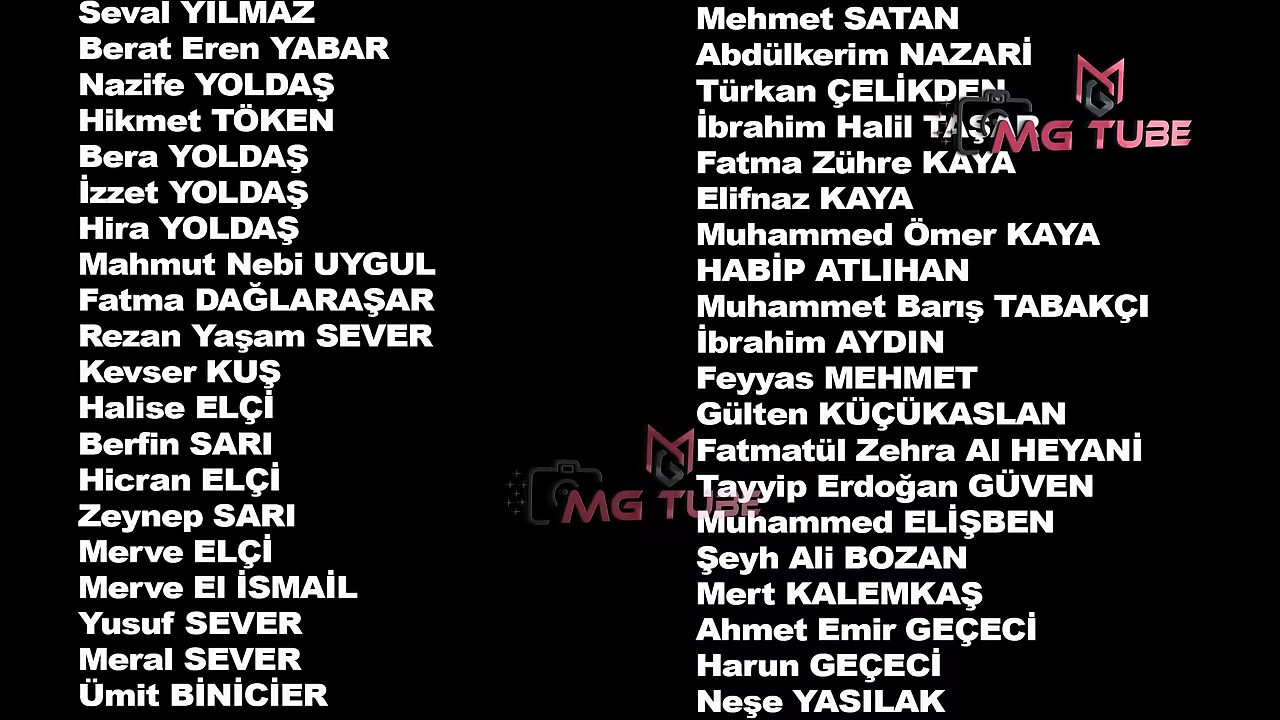 Seval YILMAZ
Berat Eren YABAR
Nazife YOLDAŞ
Hikmet TÖKEN
Bera YOLDAŞ
İzzet YOLDAŞ
Hira YOLDAŞ
Mahmut Nebi UYGUL
Fatma DAĞLARAŞAR
Rezan Yaşam SEVER
Kevser KUŞ
Halise ELÇİ
Berfin SARI
Hicran ELÇİ
Zeynep SARI
Merve ELÇİ
Merve El İSMAİL
Yusuf SEVER
Meral SEVER
Ümit BİNİCİER
Mehmet SATAN
Abdülkerim NAZARİ
Türkan ÇELİKDEN
İbrahim Halil TAŞAR
Fatma Zühre KAYA
Elifnaz KAYA
Muhammed Ömer KAYA
HABİP ATLIHAN
Muhammet Barış TABAKÇI
İbrahim AYDIN
Feyyas MEHMET
Gülten KÜÇÜKASLAN
Fatmatül Zehra Al HEYANİ
Tayyip Erdoğan GÜVEN
Muhammed ELİŞBEN
Şeyh Ali BOZAN
Mert KALEMKAŞ
Ahmet Emir GEÇECİ
Harun GEÇECİ
Neşe YASILAK
MG TUBE
MG TUBE